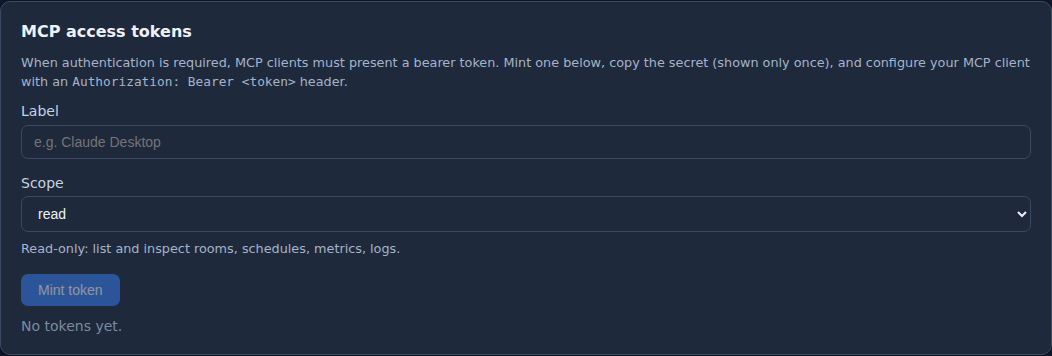 MCP access tokens
When authentication is required, MCP clients must present a bearer token. Mint one below, copy the secret (shown only once), and configure your MCP client
with an Authorization: Bearer <token> header.
Label
e.g. Claude Desktop
Scope
read
Read-only: list and inspect rooms, schedules, metrics, logs.
Mint token
No tokens yet.